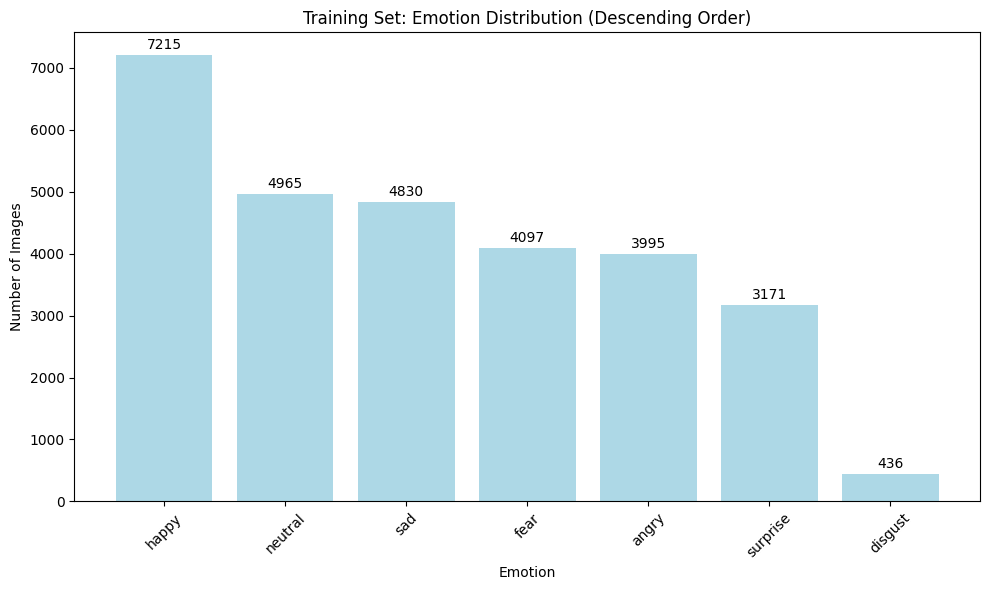 Training Set: Emotion Distribution (Descending Order)
Number of Images
7000
6000
5000
4000
3000
2000
1000
0
7215
4965
4830
4097
3995
3171
436
happy
neutral
sad
fear
angry
surprise
disgust
Emotion